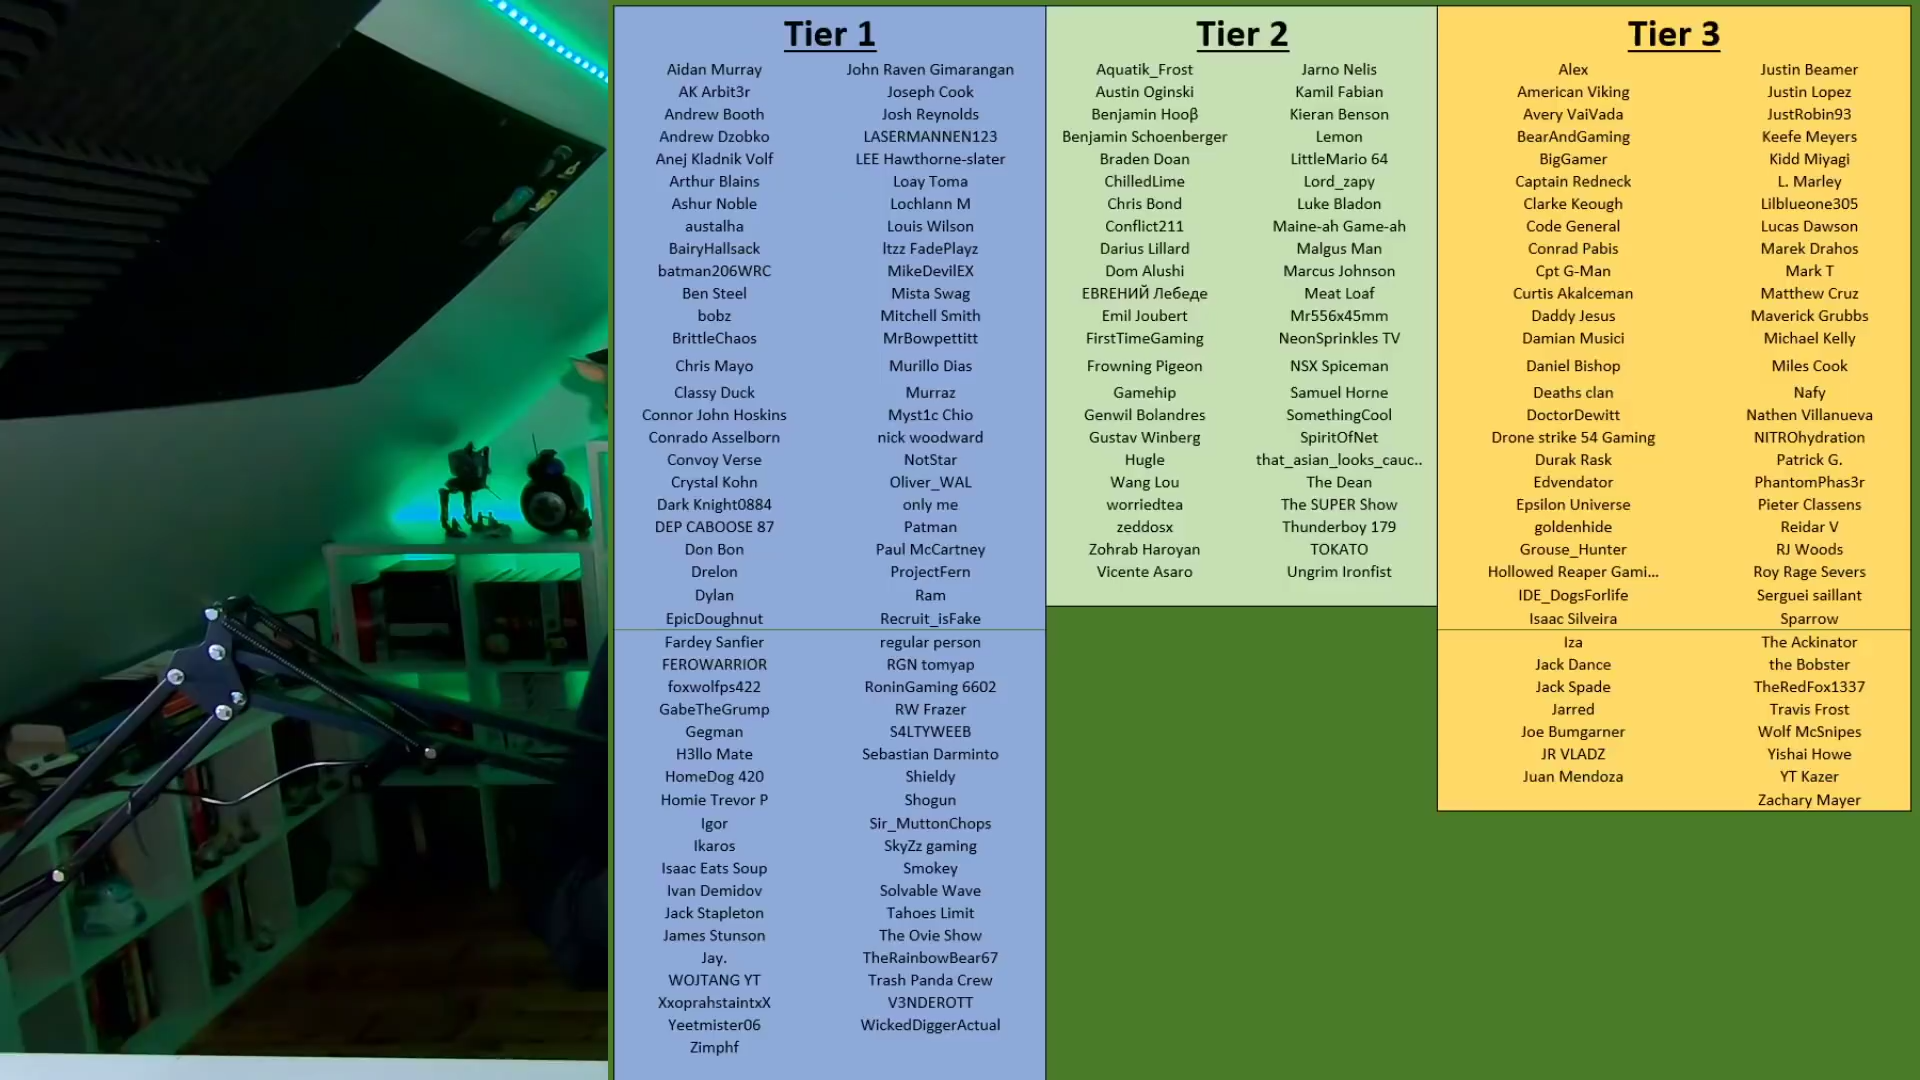 Tier 1
Aidan Murray
AK Arbit3r
Andrew Booth
Andrew Dzobko
Anej Kladnik Volf
Arthur Blains
Ashur Noble
austalha
BairyHallsack
batman206WRC
Ben Steel
bobz
BrittleChaos
Chris Mayo
Classy Duck
Connor John Hoskins
Conrado Asselborn
Convoy Verse
Crystal Kohn
Dark Knight0884
DEP CABOOSE 87
Don Bon
Drelon
Dylan
EpicDoughnut
Fardey Sanfier
FEROWARRIOR
foxwolfps422
GabeTheGrump
Gegman
H3llo Mate
HomeDog 420
Homie Trevor P
Igor
Ikaros
Isaac Eats Soup
Ivan Demidov
Jack Stapleton
James Stunson
Jay.
WOJTANG YT
XxoprahstaintxX
Yeetmister06
Zimphf
John Raven Gimarangan
Joseph Cook
Josh Reynolds
LASERMANNEN123
LEE Hawthorne-slater
Loay Toma
Lochlann M
Louis Wilson
ltzz FadePlayz
MikeDevilEX
Mista Swag
Mitchell Smith
MrBowpettitt
Murillo Dias
Murraz
Myst1c Chio
nick woodward
NotStar
Oliver_WAL
only me
Patman
Paul McCartney
ProjectFern
Ram
Recruit_isFake
regular person
RGN tomyap
RoninGaming 6602
RW Frazer
S4LTYWEEB
Sebastian Darminto
Shieldy
Shogun
Sir_MuttonChops
SkyZz gaming
Smokey
Solvable Wave
Tahoes Limit
The Ovie Show
TheRainbowBear67
Trash Panda Crew
V3NDEROTT
WickedDiggerActual
Tier 2
Aquatik_Frost
Austin Oginski
Benjamin Hooβ
Benjamin Schoenberger
Braden Doan
ChilledLime
Chris Bond
Conflict211
Darius Lillard
Dom Alushi
ЕВRЕНИЙ Лебеде
Emil Joubert
FirstTimeGaming
Frowning Pigeon
Gamehip
Genwil Bolandres
Gustav Winberg
Hugle
Wang Lou
worriedtea
zeddosx
Zohrab Haroyan
Vicente Asaro
Jarno Nelis
Kamil Fabian
Kieran Benson
Lemon
LittleMario 64
Lord_zapy
Luke Bladon
Maine-ah Game-ah
Malgus Man
Marcus Johnson
Meat Loaf
Mr556x45mm
NeonSprinkles TV
NSX Spiceman
Samuel Horne
SomethingCool
SpiritOfNet
that_asian_looks_cauc..
The Dean
The SUPER Show
Thunderboy 179
TOKATO
Ungrim Ironfist
Tier 3
Alex
American Viking
Avery VaiVada
BearAndGaming
BigGamer
Captain Redneck
Clarke Keough
Code General
Conrad Pabis
Cpt G-Man
Curtis Akalceman
Daddy Jesus
Damian Musici
Daniel Bishop
Deaths clan
DoctorDewitt
Drone strike 54 Gaming
Durak Rask
Edvendator
Epsilon Universe
goldenhide
Grouse_Hunter
Hollowed Reaper Gami...
IDE_DogsForlife
Isaac Silveira
Iza
Jack Dance
Jack Spade
Jarred
Joe Bumgarner
JR VLADZ
Juan Mendoza
Justin Beamer
Justin Lopez
JustRobin93
Keefe Meyers
Kidd Miyagi
L. Marley
Lilblueone305
Lucas Dawson
Marek Drahos
Mark T
Matthew Cruz
Maverick Grubbs
Michael Kelly
Miles Cook
Nafy
Nathen Villanueva
NITROhydration
Patrick G.
PhantomPhas3r
Pieter Classens
Reidar V
RJ Woods
Roy Rage Severs
Serguei saillant
Sparrow
The Ackinator
the Bobster
TheRedFox1337
Travis Frost
Wolf McSnipes
Yishai Howe
YT Kazer
Zachary Mayer